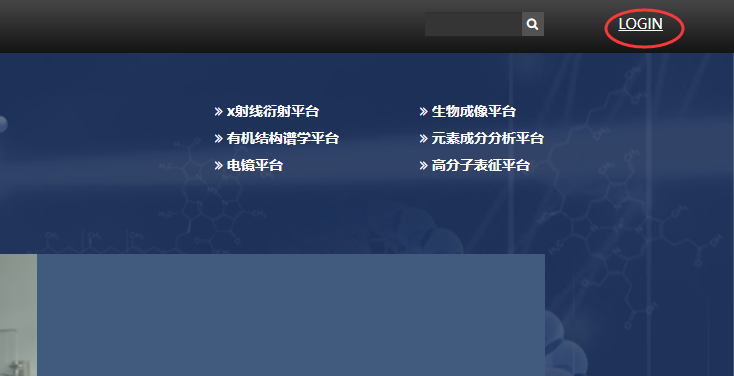 LOGIN
» x射线衍射平台
» 生物成像平台
» 有机结构谱学平台
» 元素成分分析平台
» 电镜平台
» 高分子表征平台